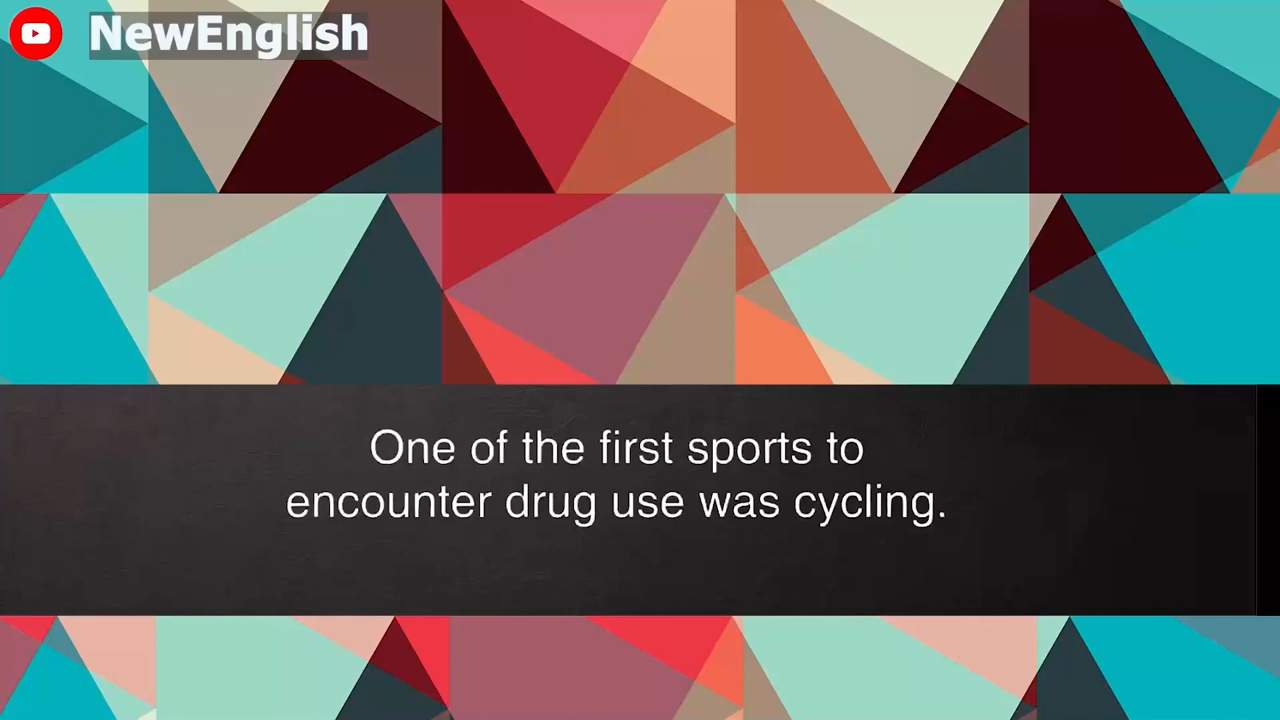 NewEnglish
One of the first sports to
encounter drug use was cycling.